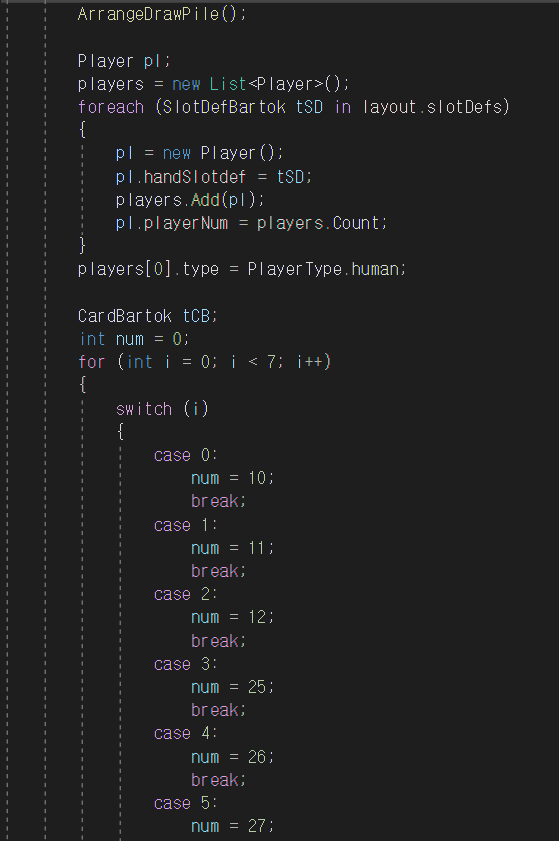 ArrangeDrawPile();
Player pl;
players = new List<Player>();
foreach (SlotDefBartok tSD in layout.slotDefs)
{
pl = new Player();
pl.handSlotdef = tSD;
players.Add(pl);
pl.playerNum = players.Count;
}
players[0].type = PlayerType.human;
CardBartok tCB;
int num = 0;
for (int i = 0; i < 7; i++)
{
switch (i)
{
case 0:
num = 10;
break;
case 1:
num = 11;
break;
case 2:
num = 12;
break;
case 3:
num = 25;
break;
case 4:
num = 26;
break;
case 5:
num = 27;